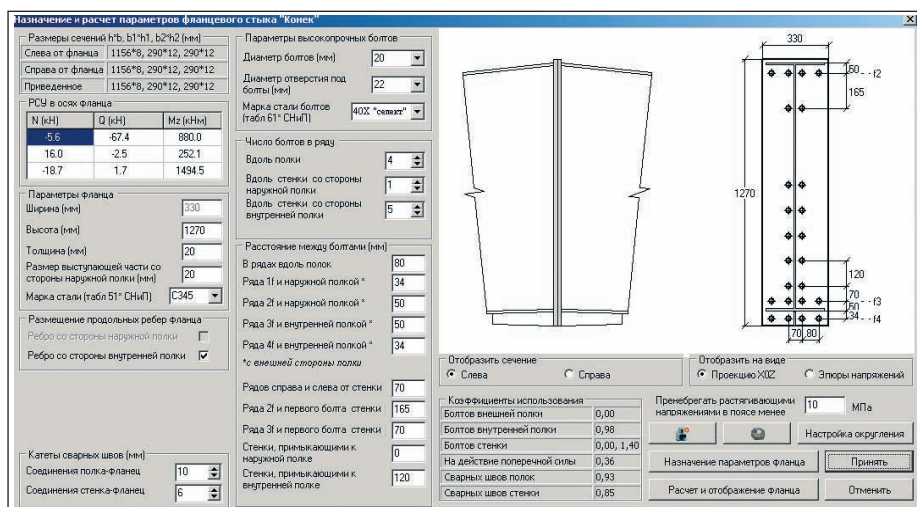 Назначение и расчет параметров фланцевого стыка "Конек"
Размеры сечений h*b, b1*h1, b2*h2 (мм)
Слева от фланца 1156*8, 290*12, 290*12
Справа от фланца 1156*8, 290*12, 290*12
Приведенное 1156*8, 290*12, 290*12
РСУ в осях фланца
N (кН) Q (кН) Mz (кНм)
-5.6 -67.4 880.0
16.0 -2.5 252.1
-18.7 1.7 1494.5
Параметры фланца
Ширина (мм) 330
Высота (мм) 1270
Толщина (мм) 20
Размер выступающей части со
стороны наружной полки (мм) 20
Марка стали (табл 51* СНиП) С345
Размещение продольных ребер фланца
Ребро со стороны наружной полки
Ребро со стороны внутренней полки
Катеты сварных швов (мм)
Соединения полка-фланец 10
Соединения стенка-фланец 6
Параметры высокопрочных болтов
Диаметр болтов (мм) 20
Диаметр отверстия под
болты (мм) 22
Марка стали болтов
(табл 61* СНиП) 40Х "селект"
Число болтов в ряду
Вдоль полки 4
Вдоль стенки со стороны
наружной полки 1
Вдоль стенки со стороны
внутренней полки 5
Расстояние между болтами (мм)
В рядах вдоль полок 80
Ряда 1f и наружной полкой * 34
Ряда 2f и наружной полкой * 50
Ряда 3f и внутренней полкой * 50
Ряда 4f и внутренней полкой * 34
*с внешней стороны полки
Рядов справа и слева от стенки 70
Ряда 2f и первого болта стенки 165
Ряда 3f и первого болта стенки 70
Стенки, примыкающими к
наружной полке 0
Стенки, примыкающими к
внутренней полке 120
330
50
f2
165
1270
120
70
50
f3
34
f4
70 80
Отобразить сечение
Слева Справа
Отобразить на виде
Проекцию X0Z Эпюры напряжений
Коэффициенты использования
Болтов внешней полки 0,00
Болтов внутренней полки 0,98
Болтов стенки 0,00, 1,40
На действие поперечной силы 0,36
Сварных швов полок 0,93
Сварных швов стенки 0,85
Пренебрегать растягивающими
напряжениями в поясе менее 10 МПа
Настройка округления
Назначение параметров фланца Принять
Расчет и отображение фланца Отменить